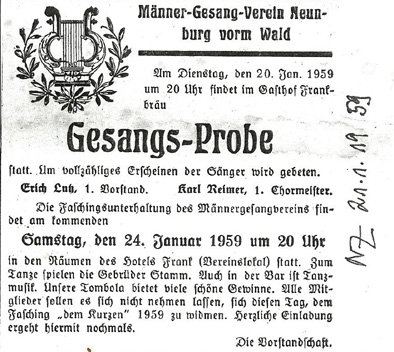 Männer-Gesang-Verein Neun-
burg vorm Wald
Am Dienstag, den 20. Jan. 1959
um 20 Uhr findet im Gasthof Frank-
bräu
Gesangs-Probe
statt. Um vollzähliges Erscheinen der Sänger wird gebeten.
Erich Lutz, 1. Vorstand. Karl Reimer, 1. Chormeister.
Die Faschingsunterhaltung des Männergesangvereins fin-
det am kommenden
Samstag, den 24. Januar 1959 um 20 Uhr
in den Räumen des Hotels Frank (Vereinslokal) statt. Zum
Tanze spielen die Gebrüder Stamm. Auch in der Bar ist Tanz-
musik. Unsere Tombola bietet viele schöne Gewinne. Alle Mit-
glieder sollen es sich nicht nehmen lassen, sich diesen Tag, dem
Fasching „dem Kurzen" 1959 zu widmen. Herzliche Einladung
ergeht hiermit nochmals.
Die Vorstandschaft.
NZ 21.1.19/59